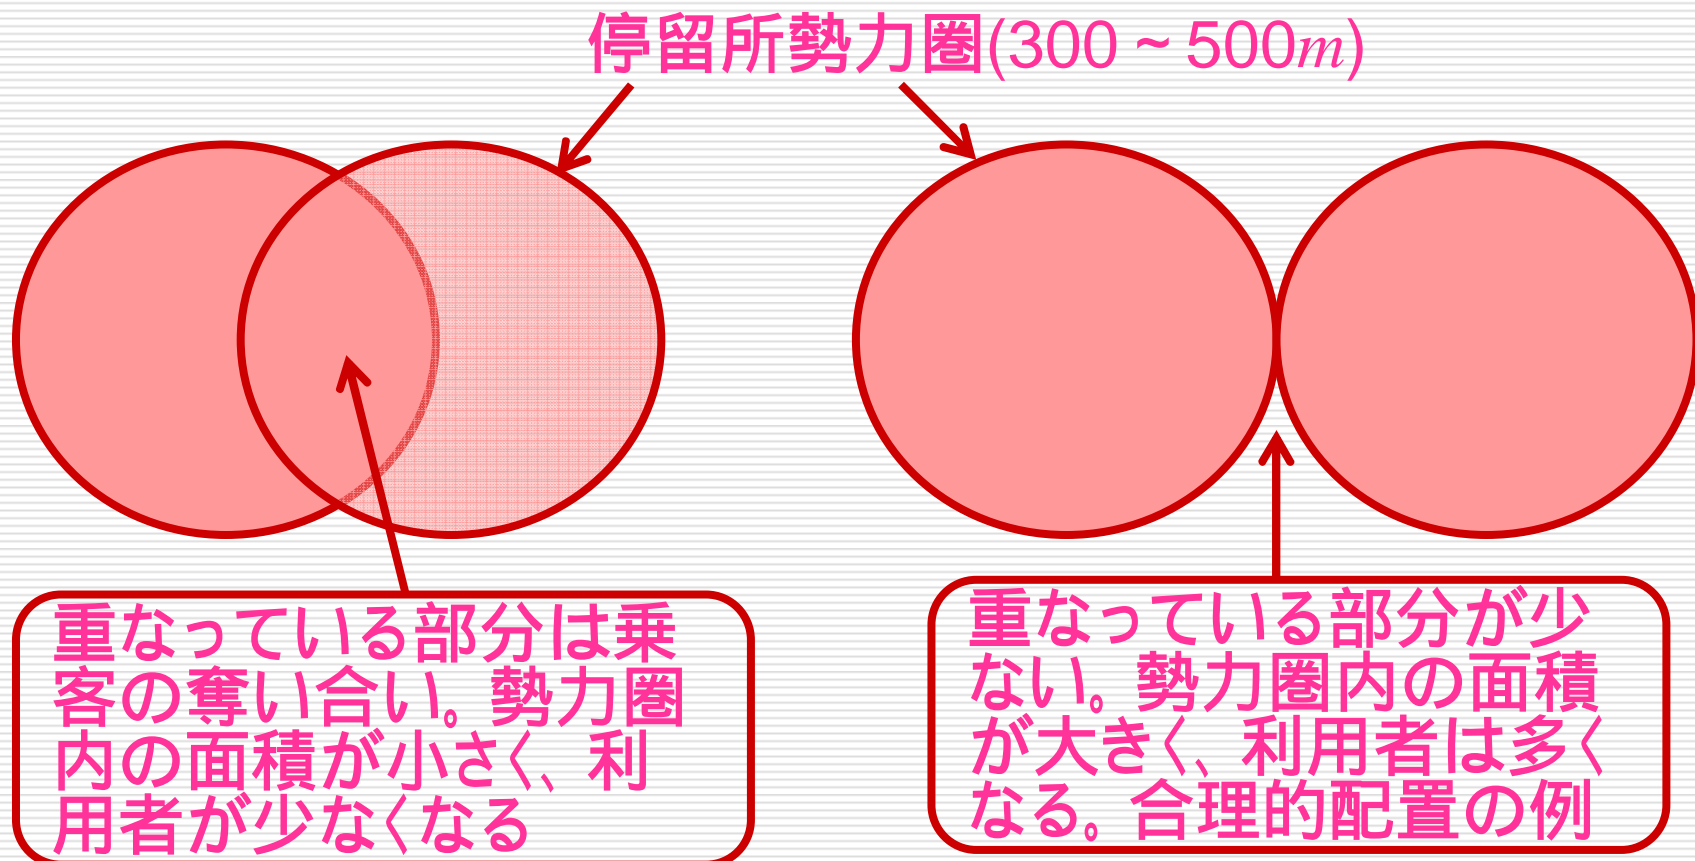 停留所勢力圏(300 ~ 500m)
重なっている部分は乗
客の奪い合い。勢力圏
内の面積が小さく、利
用者が少なくなる
重なっている部分が少
ない。勢力圏内の面積
が大きく、利用者は多く
なる。合理的配置の例